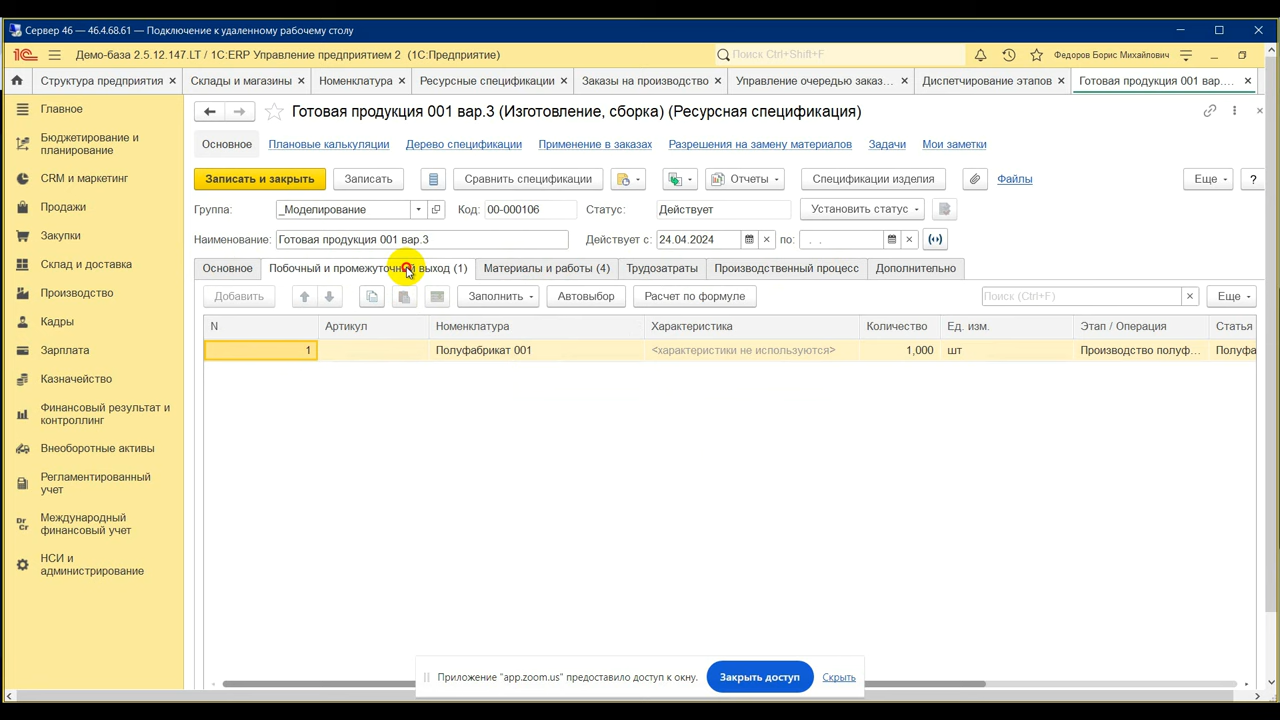 Сервер 46 — 46.4.68.61 — Подключение к удаленному рабочему столу
Демо-база 2.5.12.147.LT / 1С:ERP Управление предприятием 2 (1С:Предприятие)
Поиск Ctrl+Shift+F
Федоров Борис Михайлович
Структура предприятия
Склады и магазины
Номенклатура
Ресурсные спецификации
Заказы на производство
Управление очередью заказ...
Диспетчирование этапов
Готовая продукция 001 вар....
Главное
Бюджетирование и
планирование
CRM и маркетинг
Продажи
Закупки
Склад и доставка
Производство
Кадры
Зарплата
Казначейство
Финансовый результат и
контроллинг
Внеоборотные активы
Регламентированный
учет
Международный
финансовый учет
НСИ и
администрирование
Готовая продукция 001 вар.3 (Изготовление, сборка) (Ресурсная спецификация)
Основное Плановые калькуляции Дерево спецификации Применение в заказах Разрешения на замену материалов Задачи Мои заметки
Записать и закрыть Записать Сравнить спецификации Отчеты Спецификации изделия Файлы Еще ?
Группа: _Моделирование Код: 00-000106 Статус: Действует Установить статус
Наименование: Готовая продукция 001 вар.3 Действует с: 24.04.2024 по: . .
Основное Побочный и промежуточный выход (1) Материалы и работы (4) Трудозатраты Производственный процесс Дополнительно
Добавить Заполнить Автовыбор Расчет по формуле Поиск (Ctrl+F) Еще
N Артикул Номенклатура Характеристика Количество Ед. изм. Этап / Операция Статья
1 Полуфабрикат 001 <характеристики не используются> 1,000 шт Производство полуф... Полуфа
Приложение "app.zoom.us" предоставило доступ к окну. Закрыть доступ Скрыть